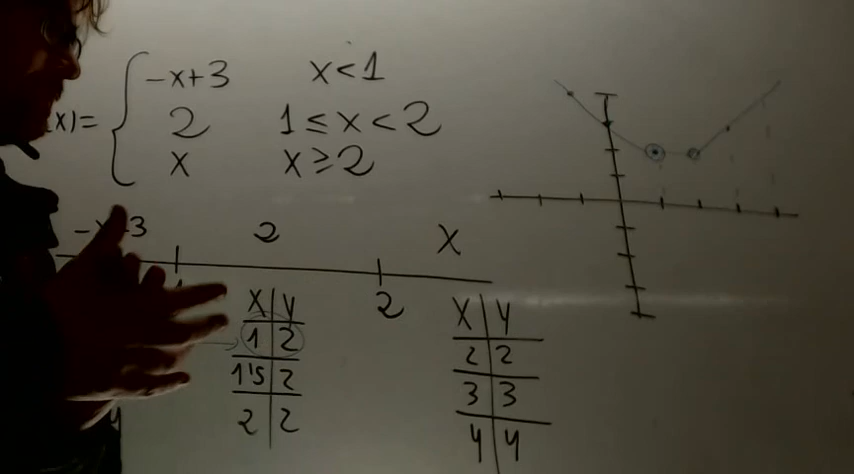 -x+3 x<1
(x)= 2 1≤x<2
x x≥2
-x+3 2 X
2
X y
1 2
1'5 2
2 2
X y
2 2
3 3
4 4